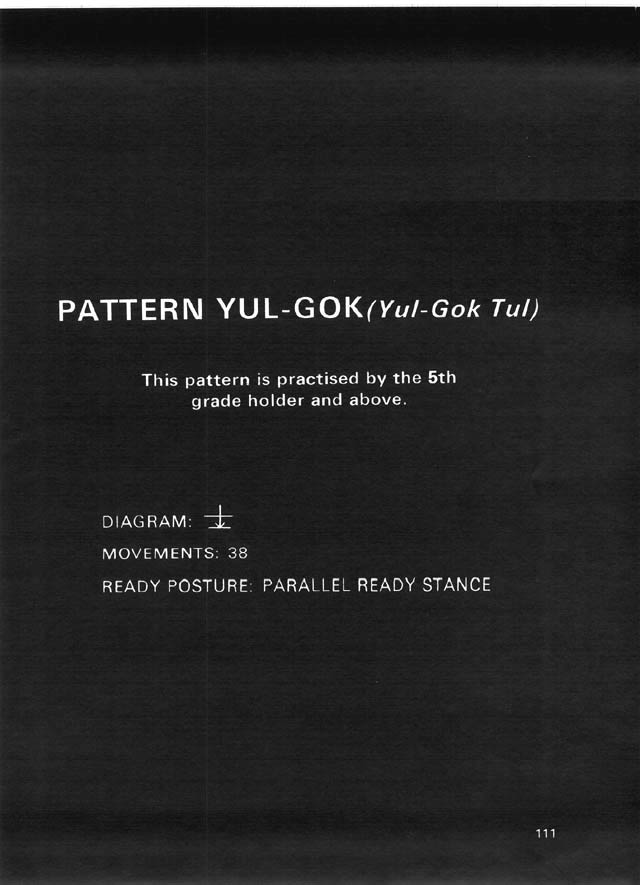 PATTERN YUL-GOK (Yul-Gok Tul)
This pattern is practised by the 5th
grade holder and above.
DIAGRAM:
MOVEMENTS: 38
READY POSTURE: PARALLEL READY STANCE
111